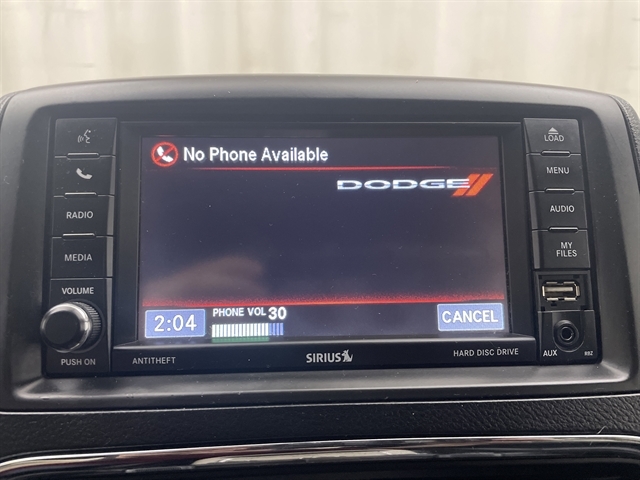 No Phone Available
DODGE
2:04
PHONE VOL 30
CANCEL
RADIO
MEDIA
VOLUME
PUSH ON
LOAD
MENU
AUDIO
MY
FILES
AUX
RBZ
ANTITHEFT
SIRIUS
HARD DISC DRIVE